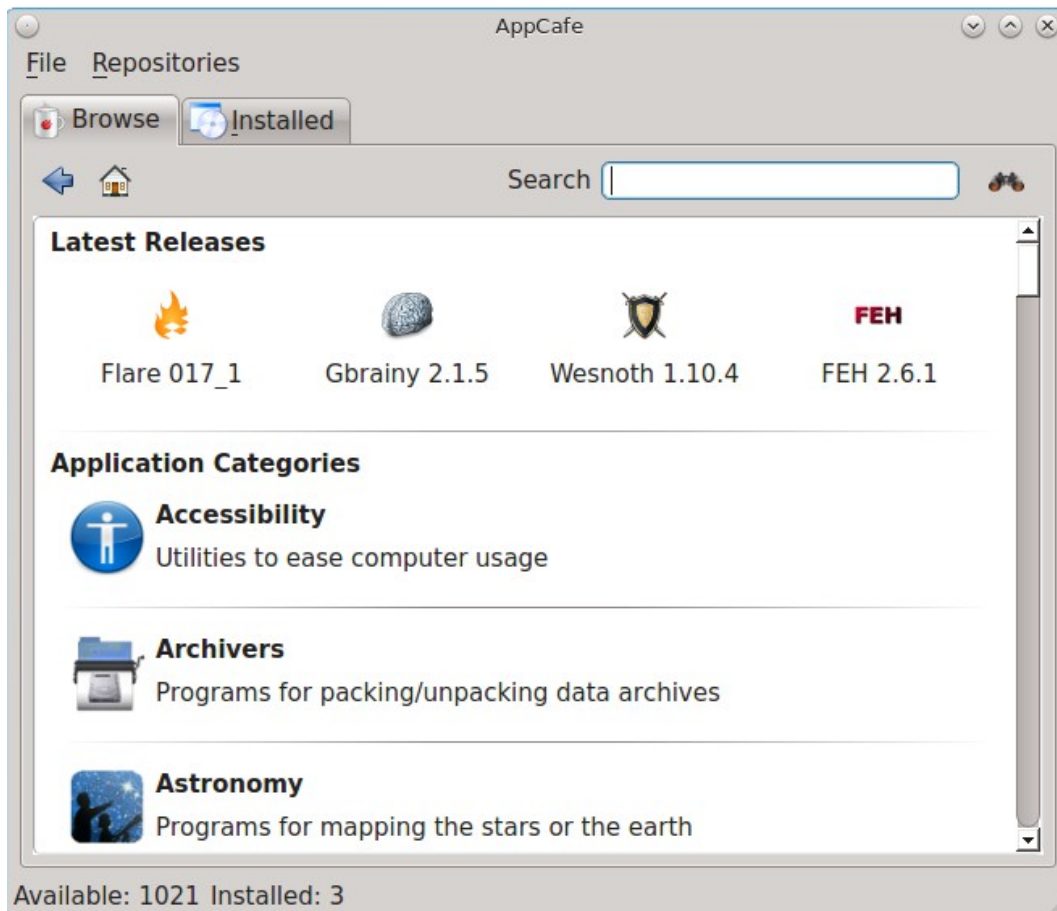 AppCafe
File Repositories
Browse Installed
Search
Latest Releases
FEH
Flare 017_1 Gbrainy 2.1.5 Wesnoth 1.10.4 FEH 2.6.1
Application Categories
Accessibility
Utilities to ease computer usage
Archivers
Programs for packing/unpacking data archives
Astronomy
Programs for mapping the stars or the earth
Available: 1021 Installed: 3